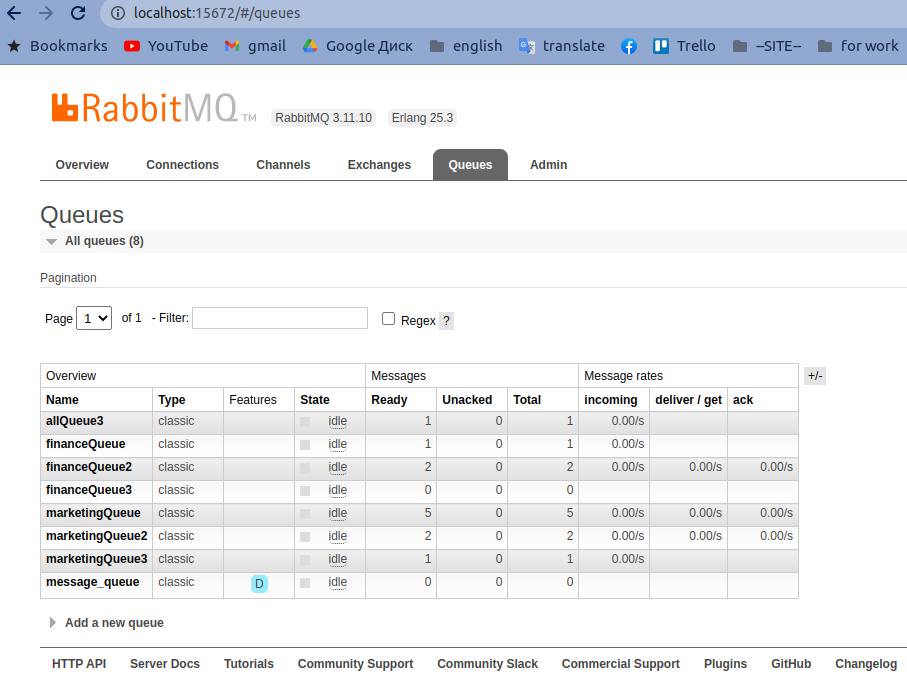 localhost:15672/#/queues
Bookmarks YouTube gmail Google Диск english translate Trello --SITE-- for work
RabbitMQ TM RabbitMQ 3.11.10 Erlang 25.3
Overview Connections Channels Exchanges Queues Admin
Queues
All queues (8)
Pagination
Page 1 of 1 - Filter: Regex ?
Overview Messages Message rates +/-
Name Type Features State Ready Unacked Total incoming deliver / get ack
allQueue3 classic idle 1 0 1 0.00/s
financeQueue classic idle 1 0 1 0.00/s
financeQueue2 classic idle 2 0 2 0.00/s 0.00/s 0.00/s
financeQueue3 classic idle 0 0 0
marketingQueue classic idle 5 0 5 0.00/s 0.00/s 0.00/s
marketingQueue2 classic idle 2 0 2 0.00/s 0.00/s 0.00/s
marketingQueue3 classic idle 1 0 1 0.00/s
message_queue classic D idle 0 0 0
Add a new queue
HTTP API Server Docs Tutorials Community Support Community Slack Commercial Support Plugins GitHub Changelog